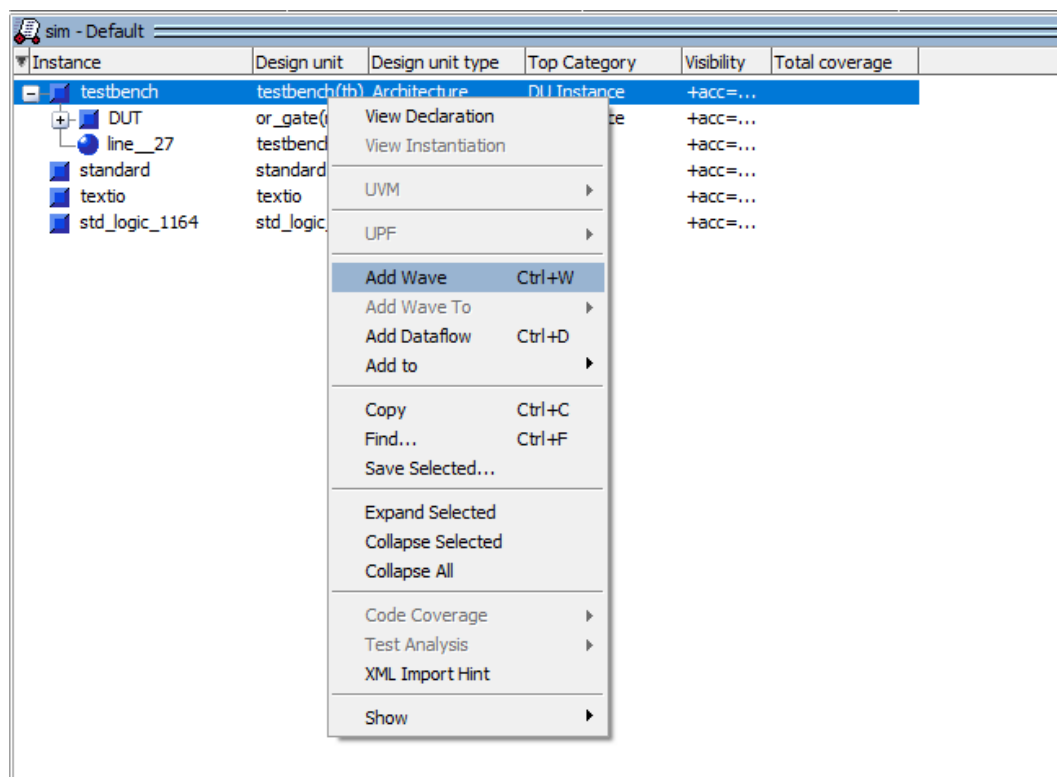 sim - Default
Instance Design unit Design unit type Top Category Visibility Total coverage
testbench testbench(tb) Architecture DU Instance +acc=...
DUT or_gate( +acc=...
line__27 +acc=...
standard standard +acc=...
textio textio +acc=...
std_logic_1164 +acc=...
View Declaration
View Instantiation
UVM
UPF
Add Wave Ctrl+W
Add Wave To
Add Dataflow Ctrl+D
Add to
Copy Ctrl+C
Find... Ctrl+F
Save Selected...
Expand Selected
Collapse Selected
Collapse All
Code Coverage
Test Analysis
XML Import Hint
Show